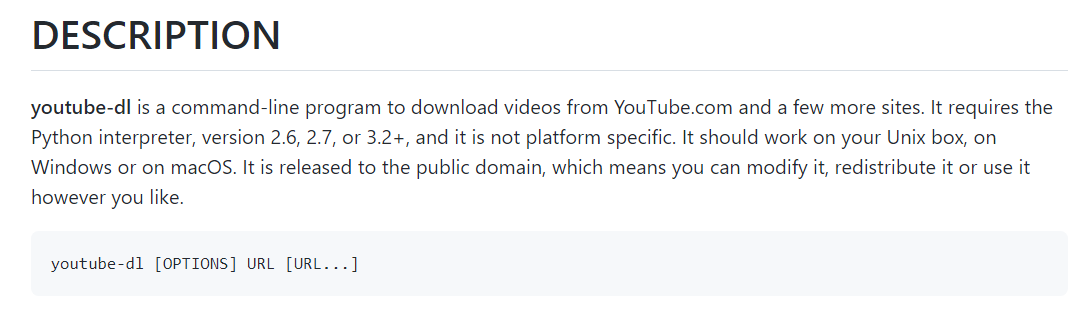 DESCRIPTION
youtube-dl is a command-line program to download videos from YouTube.com and a few more sites. It requires the
Python interpreter, version 2.6, 2.7, or 3.2+, and it is not platform specific. It should work on your Unix box, on
Windows or on macOS. It is released to the public domain, which means you can modify it, redistribute it or use it
however you like.
youtube-dl [OPTIONS] URL [URL...]